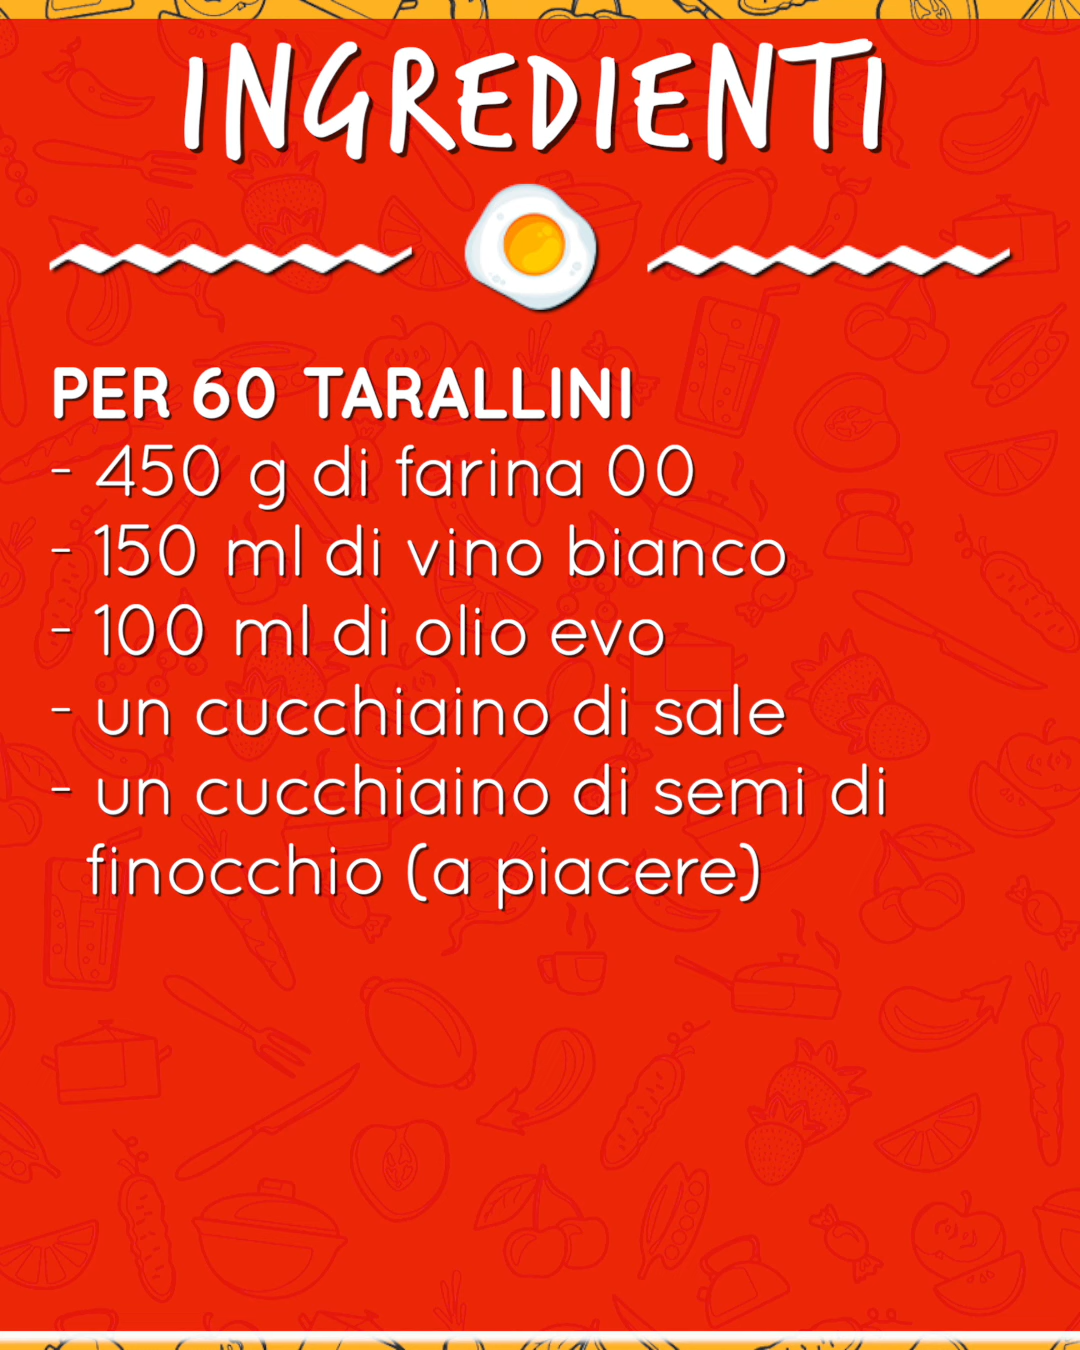 INGREDIENTI
PER 60 TARALLINI
- 450 g di farina 00
- 150 ml di vino bianco
- 100 ml di olio evo
- un cucchiaino di sale
- un cucchiaino di semi di
finocchio (a piacere)